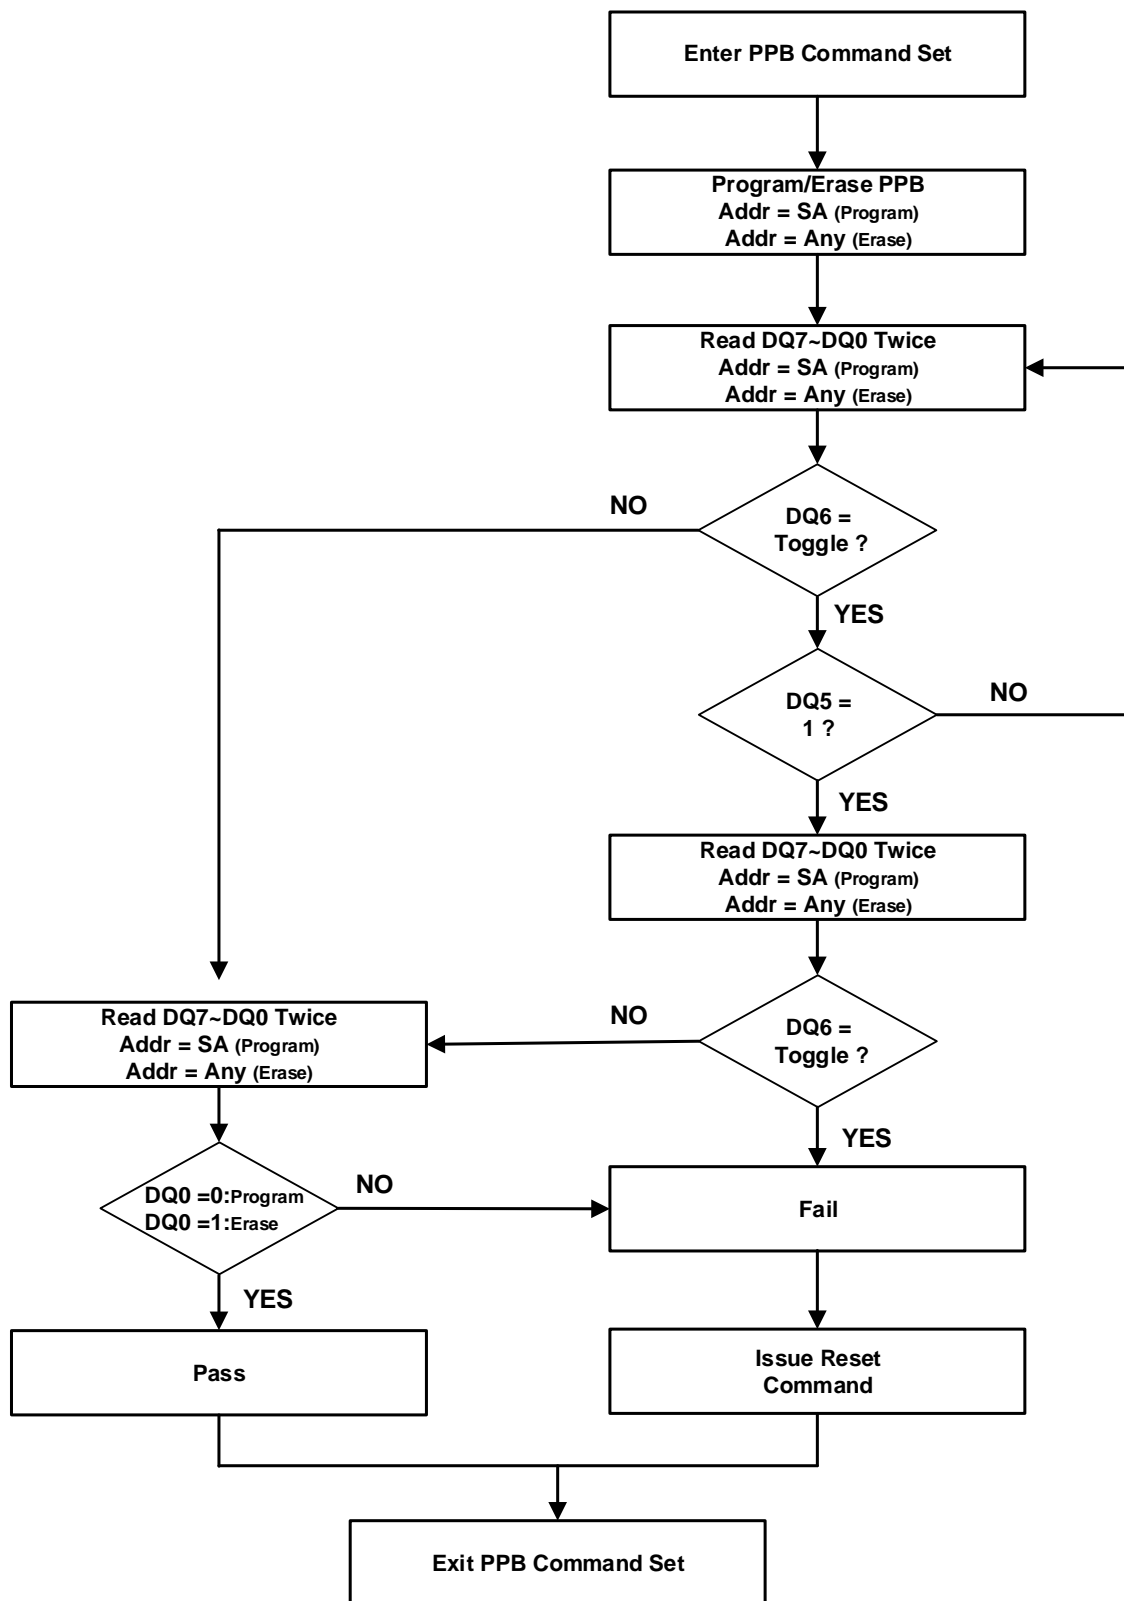 Enter PPB Command Set
Program/Erase PPB
Addr = SA (Program)
Addr = Any (Erase)
Read DQ7~DQ0 Twice
Addr = SA (Program)
Addr = Any (Erase)
NO
DQ6 =
Toggle ?
YES
DQ5 =
1 ?
NO
YES
Read DQ7~DQ0 Twice
Addr = SA (Program)
Addr = Any (Erase)
Read DQ7~DQ0 Twice
Addr = SA (Program)
Addr = Any (Erase)
NO
DQ6 =
Toggle ?
YES
DQ0 =0:Program
DQ0 =1:Erase
NO
Fail
YES
Pass
Issue Reset
Command
Exit PPB Command Set